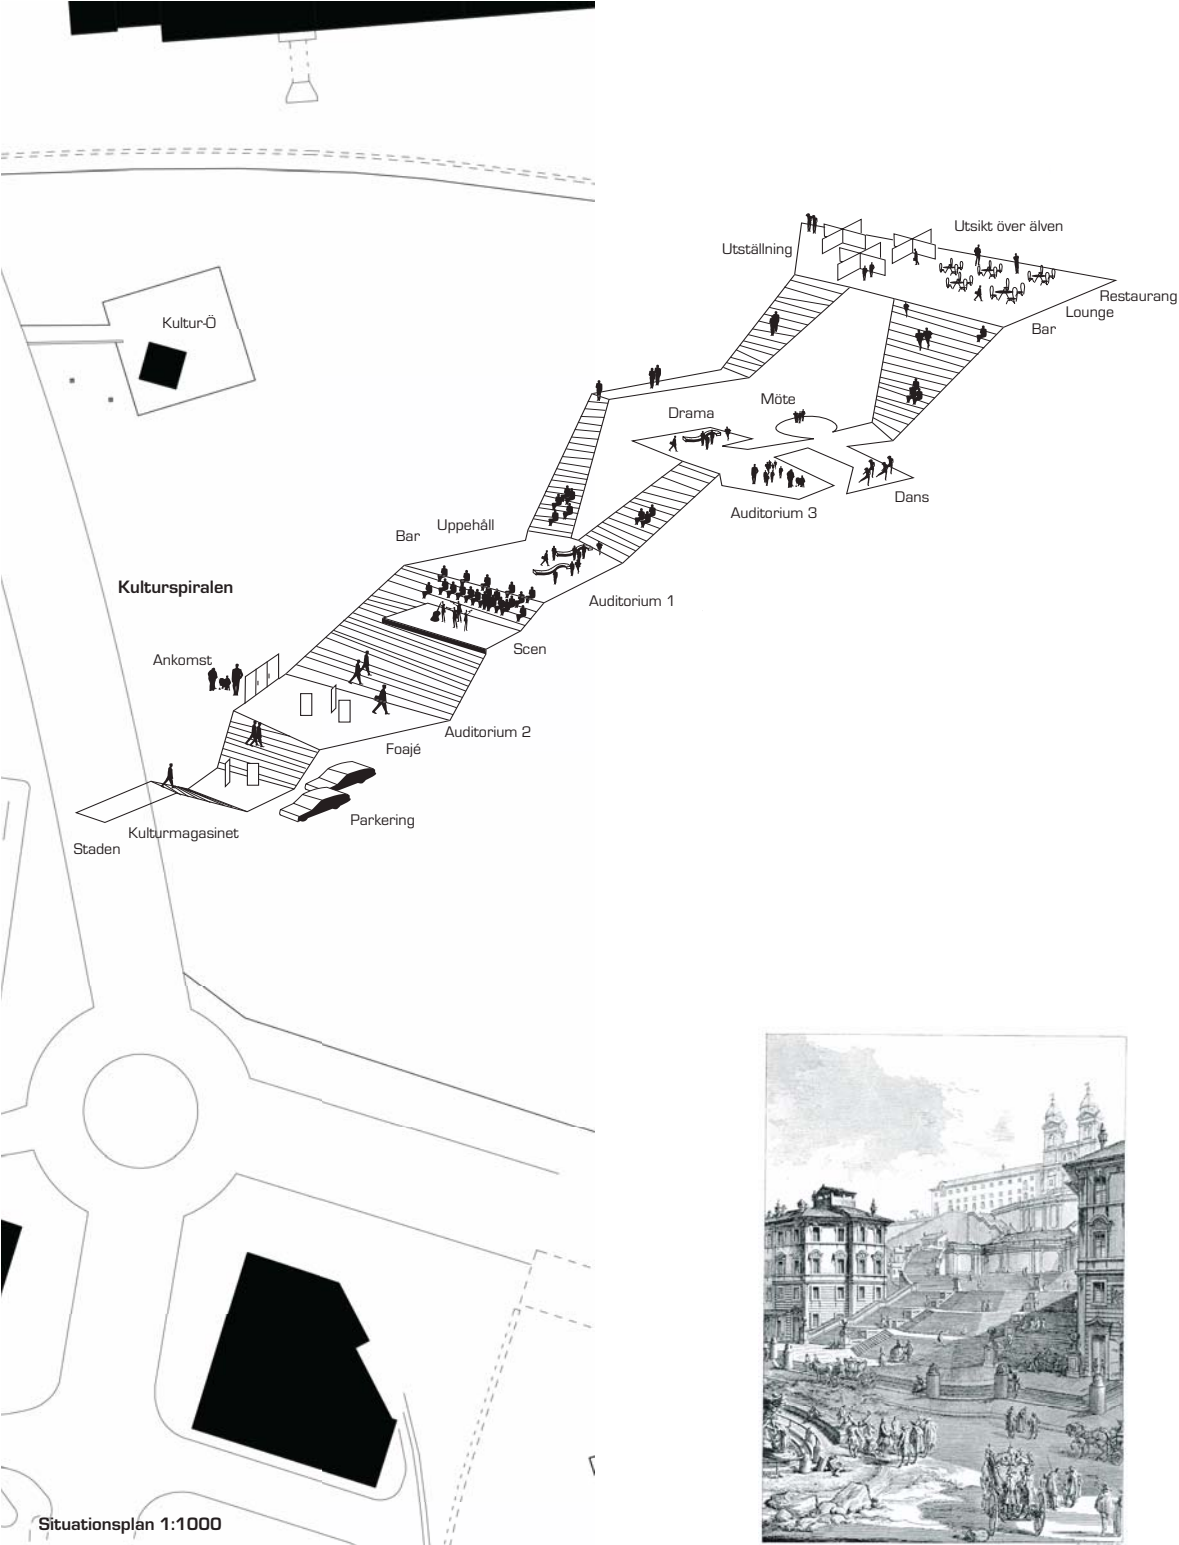 Utsikt över älven
Utställning
Restaurang
Lounge
Bar
Kultur-Ö
Möte
Drama
Dans
Auditorium 3
Uppehåll
Bar
Kulturspiralen
Auditorium 1
Scen
Ankomst
Auditorium 2
Foajé
Parkering
Kulturmagasinet
Staden
Situationsplan 1:1000